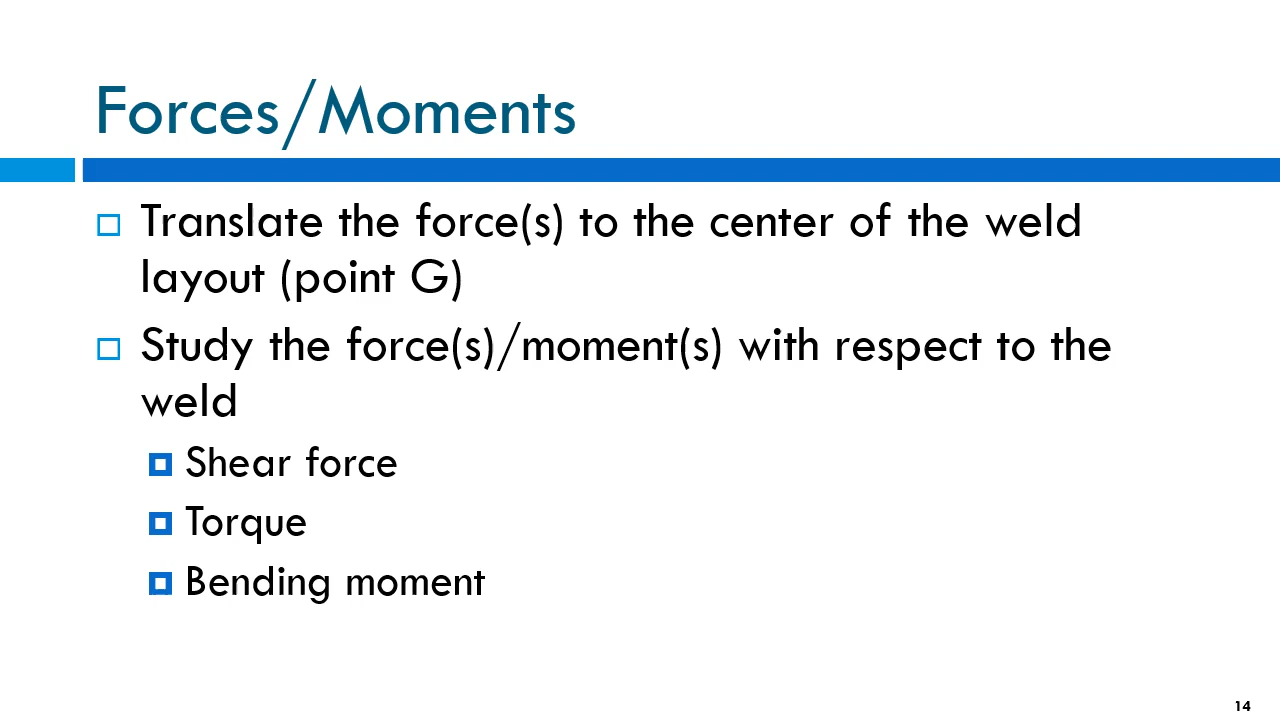 Forces/Moments
Translate the force(s) to the center of the weld
layout (point G)
Study the force(s)/moment(s) with respect to the
weld
Shear force
Torque
Bending moment
14